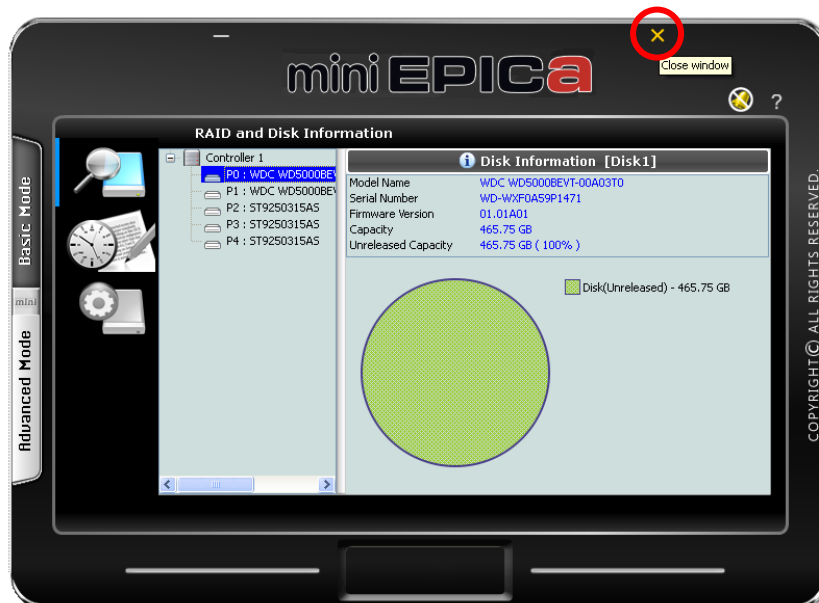 mini EPICa
Close window
?
RAID and Disk Information
Basic Mode
mini
Advanced Mode
Controller 1
P0 : WDC WD5000BEV
P1 : WDC WD5000BEV
P2 : ST9250315AS
P3 : ST9250315AS
P4 : ST9250315AS
Disk Information [Disk1]
Model Name WDC WD5000BEVT-00A03T0
Serial Number WD-WXF0A59P1471
Firmware Version 01.01A01
Capacity 465.75 GB
Unreleased Capacity 465.75 GB ( 100% )
Disk(Unreleased) - 465.75 GB
COPYRIGHT© ALL RIGHTS RESERVED.